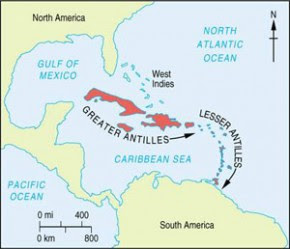 North America
N
NORTH
ATLANTIC
OCEAN
GULF OF
MEXICO
West
Indies
GREATER ANTILLES
LESSER ANTILLES
CARIBBEAN SEA
PACIFIC
OCEAN
0 mi 400
0 km 800
South America